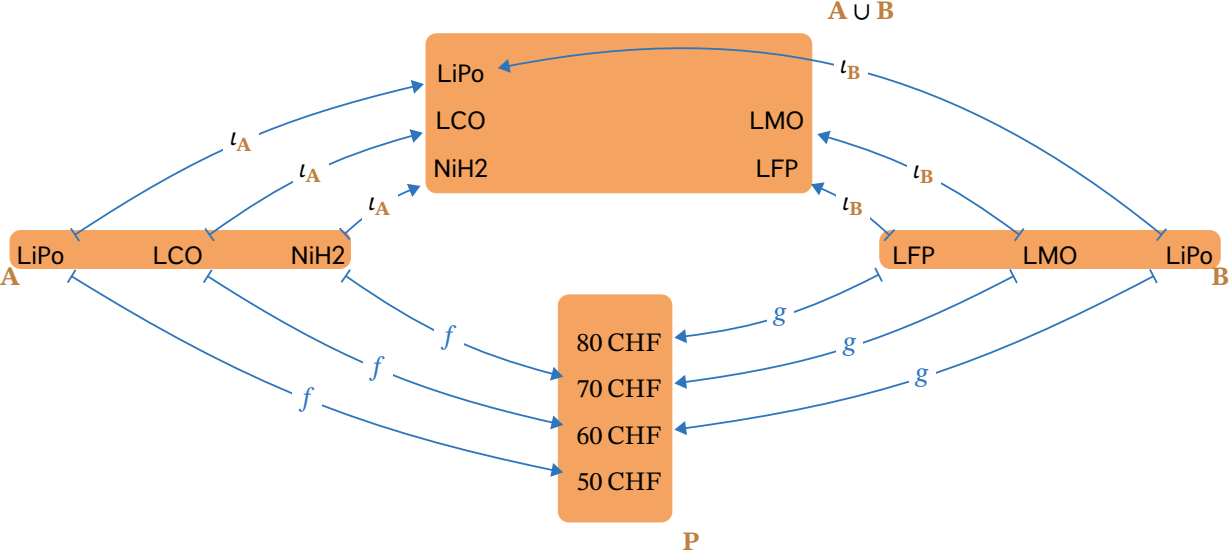 A ∪ B
LiPo
ι_B
LCO
LMO
ι_A
NiH2
LFP
ι_A
ι_B
ι_A
ι_B
LiPo
LCO
NiH2
LFP
LMO
LiPo
A
B
80 CHF
g
f
70 CHF
g
f
60 CHF
g
f
50 CHF
P